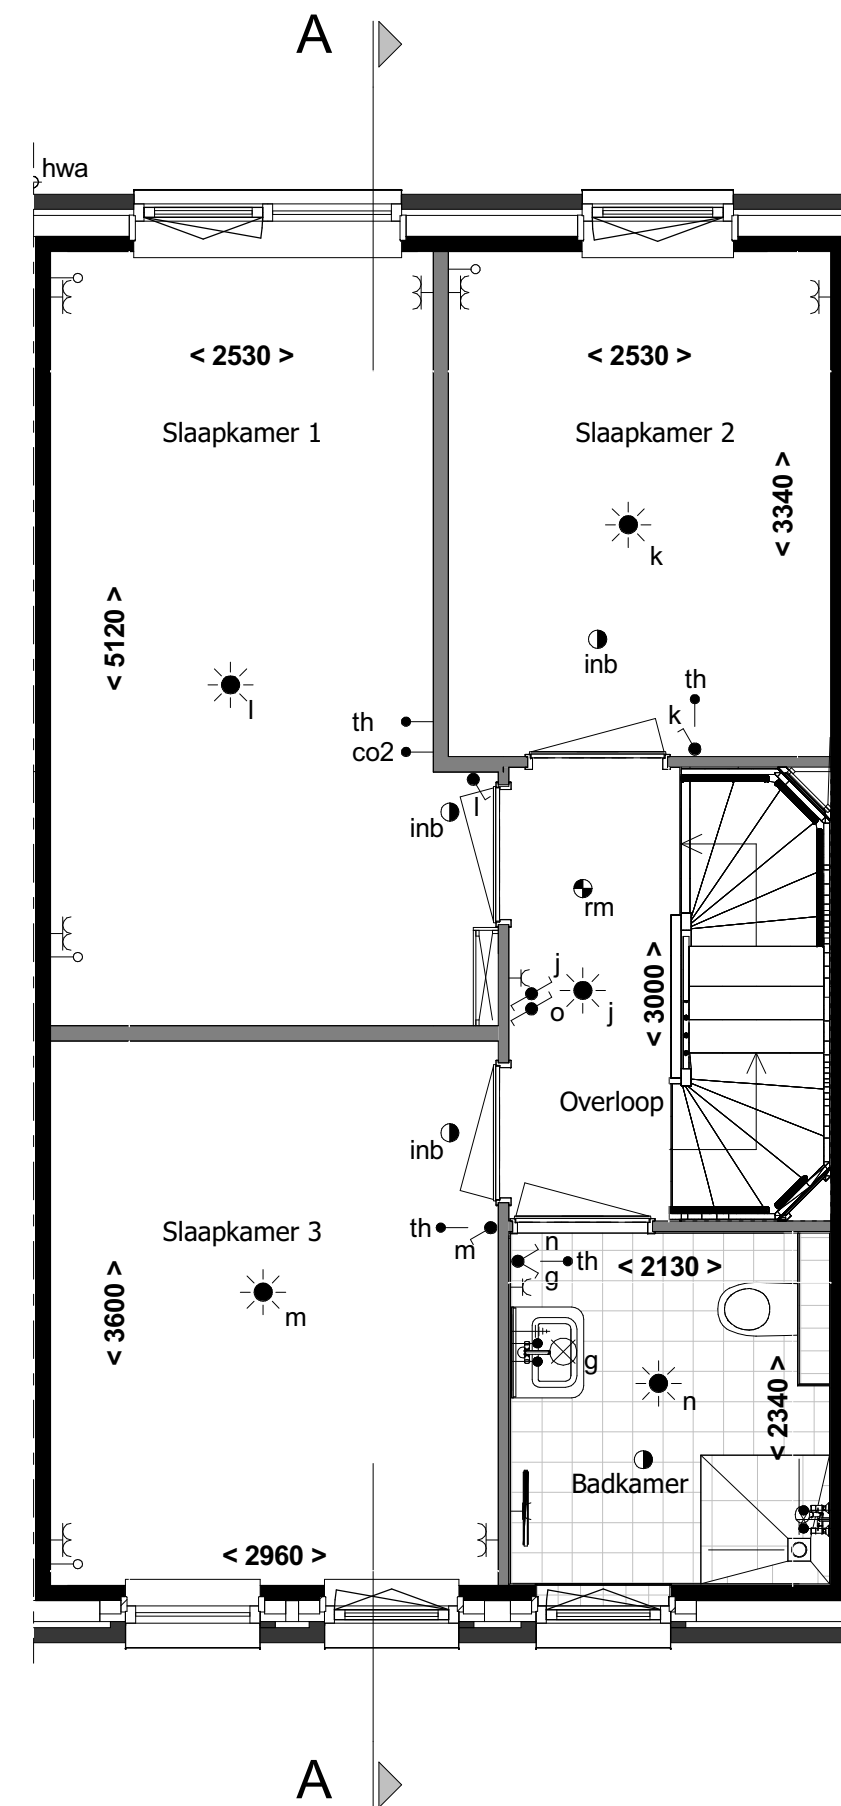 A
hwa
< 2530 >
< 2530 >
Slaapkamer 1
Slaapkamer 2
< 3340 >
k
< 5120 >
inb
l
th
th
k
co2
l
inb
rm
j
o
j
< 3000 >
Overloop
inb
Slaapkamer 3
th
m
n
th
g
< 2130 >
< 3600 >
m
g
n
< 2340 >
Badkamer
< 2960 >
A